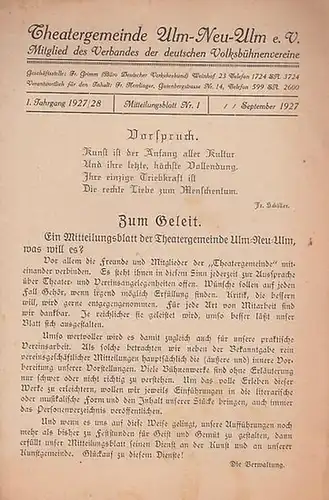 Theatergemeinde Ulm-Neu-Ulm e. V.
Mitglied des Verbandes der deutschen Volksbühnenvereine
Geschäftsstelle: Fr. Grimm (Büro Deutscher Verkehrsbund) Weinhof 23 Telefon 1724 SR. 3724
Verantwortlich für den Inhalt: Fr. Reutlinger, Gutenbergstrasse 12, Telefon 599 SR. 2600
1. Jahrgang 1927/28 Mitteilungsblatt Nr. 1 September 1927
Vorspruch.
Kunst ist der Anfang aller Kultur
Und ihre letzte, höchste Vollendung.
Ihre einzige Triebkraft ist
Die rechte Liebe zum Menschentum.
Zum Geleit.
Ein Mitteilungsblatt der Theatergemeinde Ulm-Neu-Ulm,
was will es?
Vor allem die Freunde und Mitglieder der „Theatergemeinde" mit-
einander verbinden. Es steht ihnen in diesem Sinn jederzeit zur Aussprache
über Theater- und Vereinsangelegenheiten offen. Wünsche sollen auf jeden
Fall Gehör, wenn irgend möglich Erfüllung finden. Kritik, die bessern
will, wird gerne entgegengenommen. Für jede Art von Mitarbeit sind
wir dankbar. Je reichlicher sie geleistet wird, umso besser läßt unser
Blatt sich ausgestalten.
Umso wertvoller wird es damit zugleich auch für unsere praktische
Vereinsarbeit. Als solche betrachten wir neben der Bekanntgabe rein
vereinsgeschäftlicher Mitteilungen hauptsächlich die (äußere und) innere Vor-
bereitung unserer Vorstellungen. Viele Bühnenwerke sind ohne Erläuterung
nur schwer oder nicht richtig zu verstehen. Um das volle Erleben dieser
Werke zu erleichtern, wollen wir jeweils Einführungen in die literarische
oder musikalische Form und den Inhalt unserer Stücke bringen, auch immer
das Personenverzeichnis veröffentlichen.
Und wenn es uns auf diese Weise gelingt, unsere Aufführungen noch
mehr als bisher zu Feststunden für Geist und Gemüt zu gestalten, dann
erfüllt unser Mitteilungsblatt seinen Dienst an der Kunst und an unserer
Kunstgemeinde. Glückauf zu diesem Dienste!
Die Verwaltung.